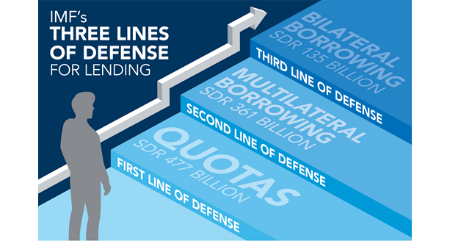 IMF's
THREE LINES
OF DEFENSE
FOR LENDING
BILATERAL
BORROWING
SDR 135 BILLION
THIRD LINE OF DEFENSE
MULTILATERAL
BORROWING
SDR 361 BILLION
SECOND LINE OF DEFENSE
QUOTAS
SDR 477 BILLION
FIRST LINE OF DEFENSE